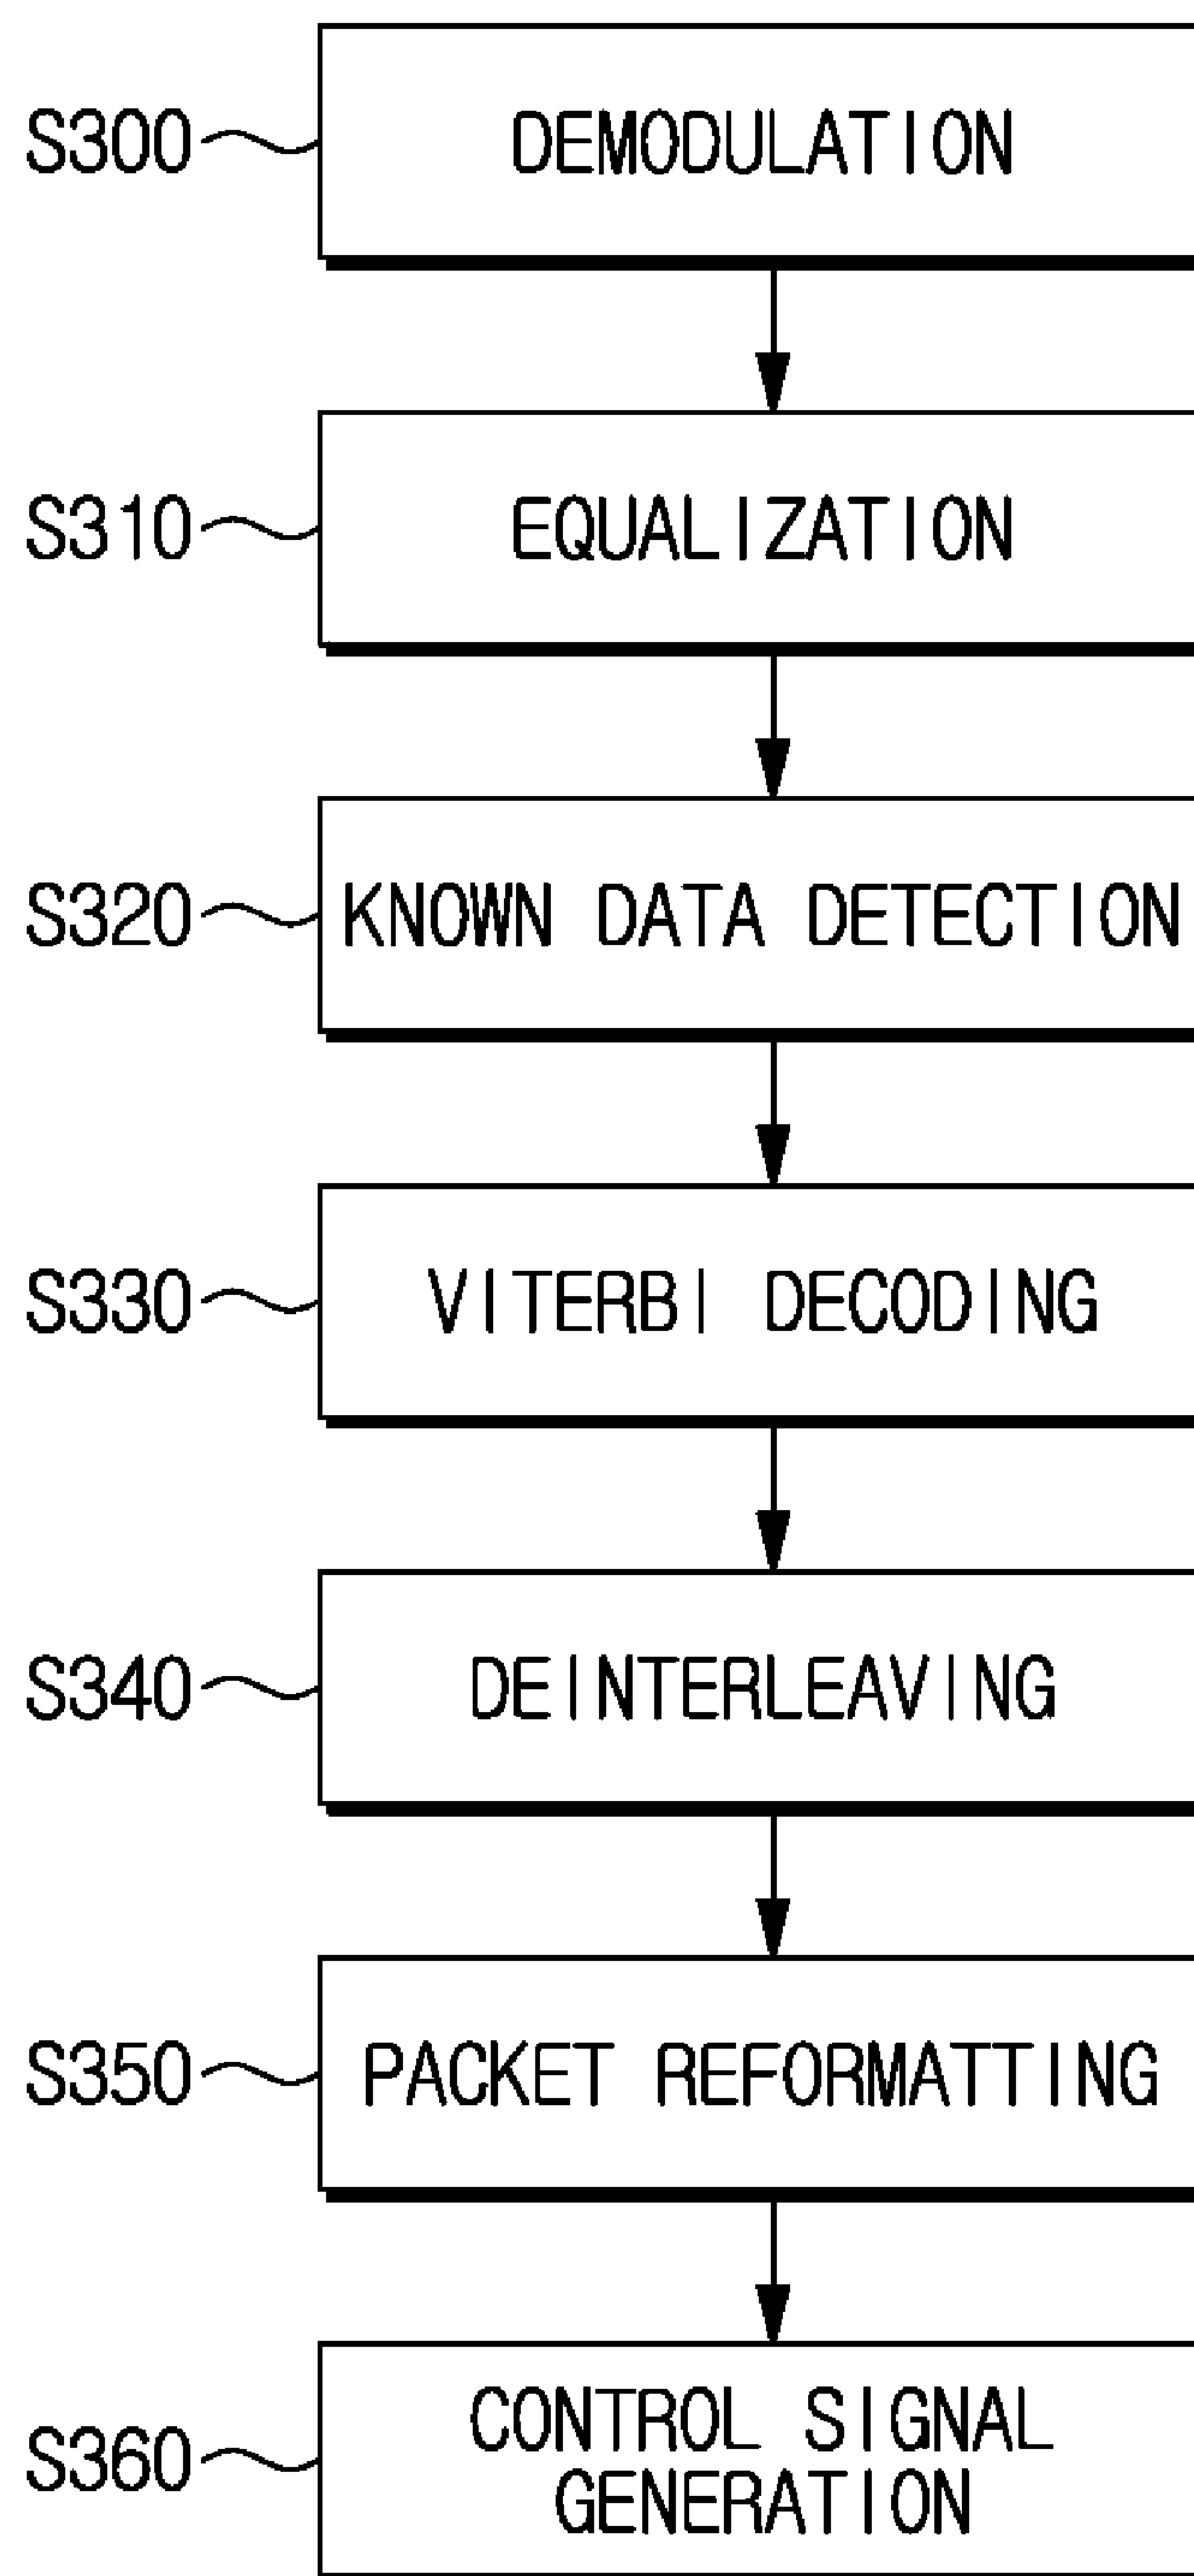 S300 DEMODULATION
S310 EQUALIZATION
S320 KNOWN DATA DETECTION
S330 VITERBI DECODING
S340 DEINTERLEAVING
S350 PACKET REFORMATTING
S360 CONTROL SIGNAL
GENERATION